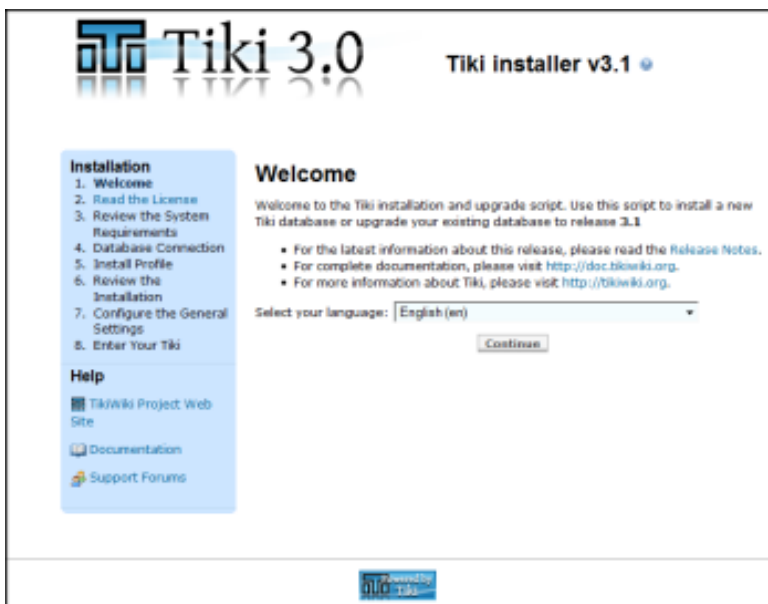 Tiki 3.0
Tiki installer v3.1
Installation
1. Welcome
2. Read the License
3. Review the System
Requirements
4. Database Connection
5. Install Profile
6. Review the
Installation
7. Configure the General
Settings
8. Enter Your Tiki
Help
TikiWiki Project Web
Site
Documentation
Support Forums
Welcome
Welcome to the Tiki installation and upgrade script. Use this script to install a new
Tiki database or upgrade your existing database to release 3.1
• For the latest information about this release, please read the Release Notes.
• For complete documentation, please visit http://doc.tikiwiki.org.
• For more information about Tiki, please visit http://tikiwiki.org.
Select your language: English (en)
Continue
Powered by
Tiki